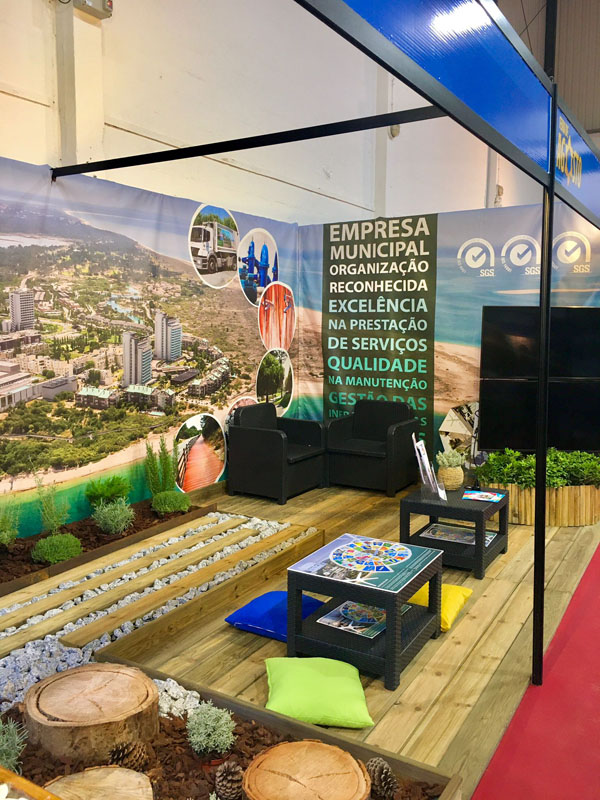 EMPRESA
MUNICIPAL
ORGANIZAÇÃO
RECONHECIDA
EXCELÊNCIA
NA PRESTAÇÃO
DE SERVIÇOS
QUALIDADE
NA MANUTENÇÃO
GESTÃO DAS
SGS
SGS
SGS